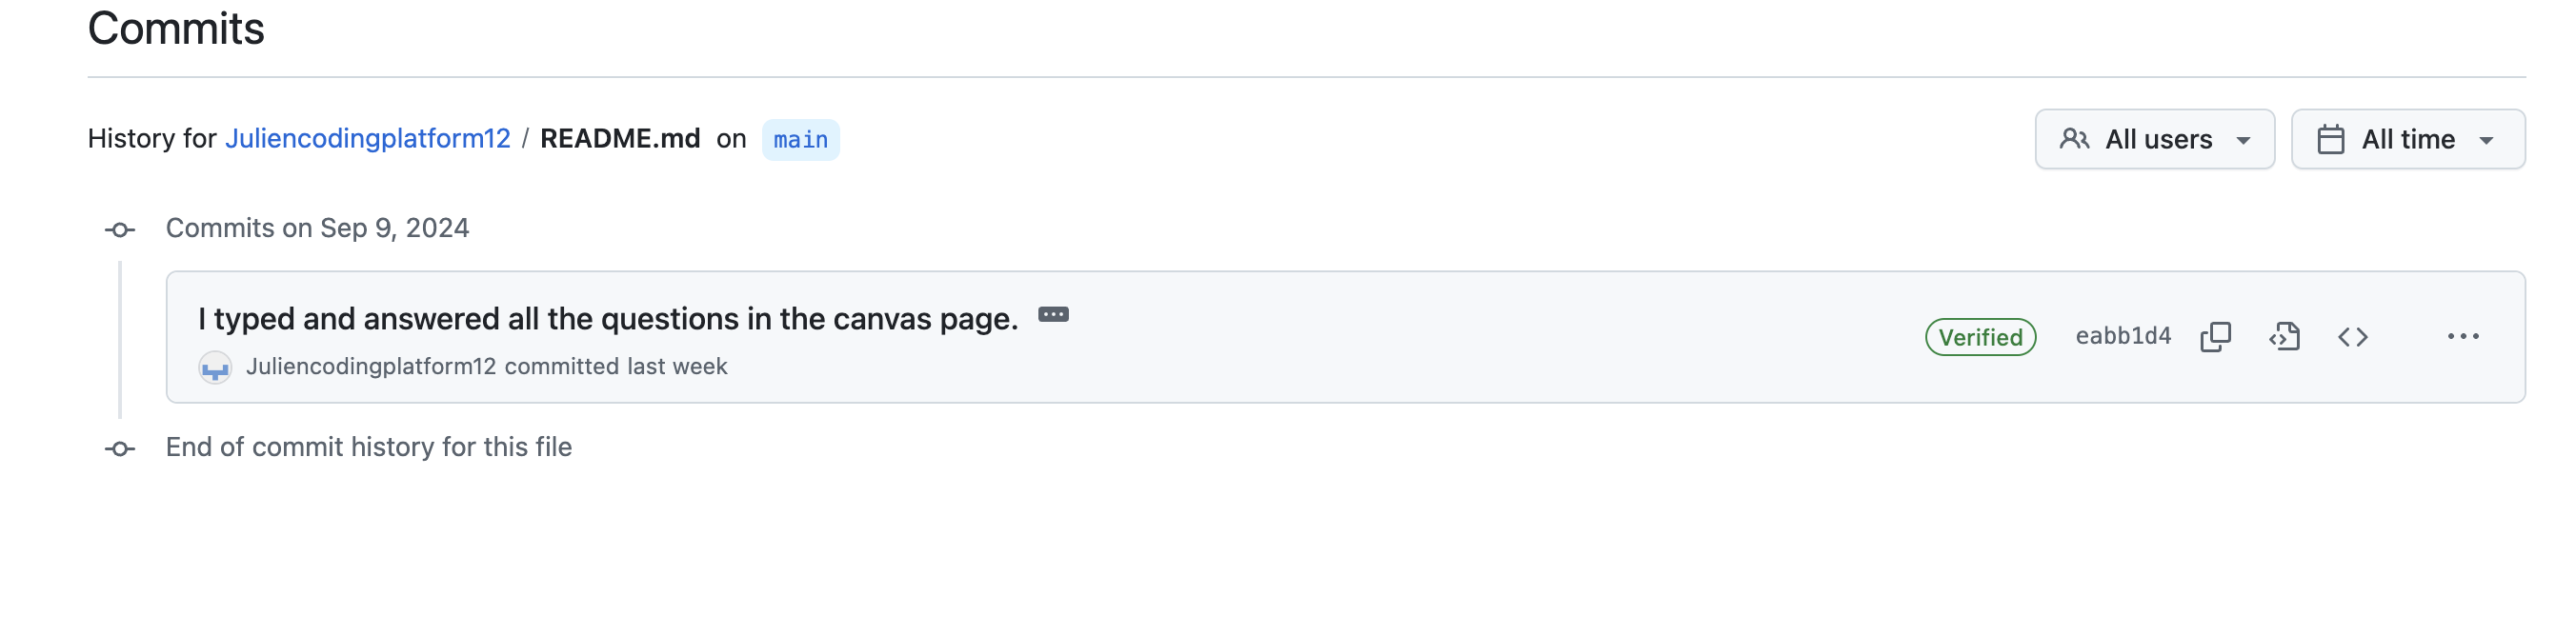 Commits
History for Juliencodingplatform12 / README.md on main
All users
All time
Commits on Sep 9, 2024
I typed and answered all the questions in the canvas page.
Verified
eabb1d4
Juliencodingplatform12 committed last week
End of commit history for this file